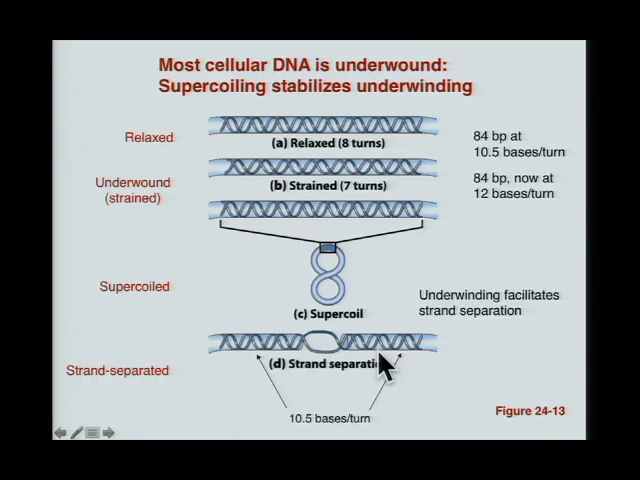 Most cellular DNA is underwound:
Supercoiling stabilizes underwinding
Relaxed
(a) Relaxed (8 turns)
84 bp at
10.5 bases/turn
Underwound
(strained)
(b) Strained (7 turns)
84 bp, now at
12 bases/turn
Supercoiled
(c) Supercoil
Underwinding facilitates
strand separation
Strand-separated
(d) Strand
10.5 bases/turn
Figure 24-13